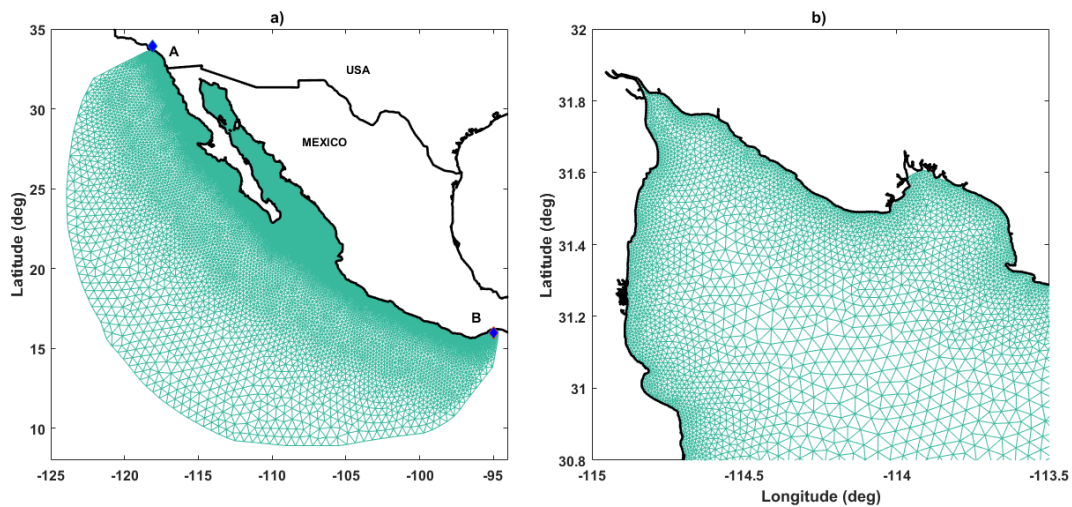 a)
35
30
25
20
15
10
Latitude (deg)
-125
-120
-115
-110
-105
-100
-95
A
USA
MEXICO
B
b)
32
31.8
31.6
31.4
31.2
31
30.8
Latitude (deg)
-115
-114.5
-114
-113.5
Longitude (deg)